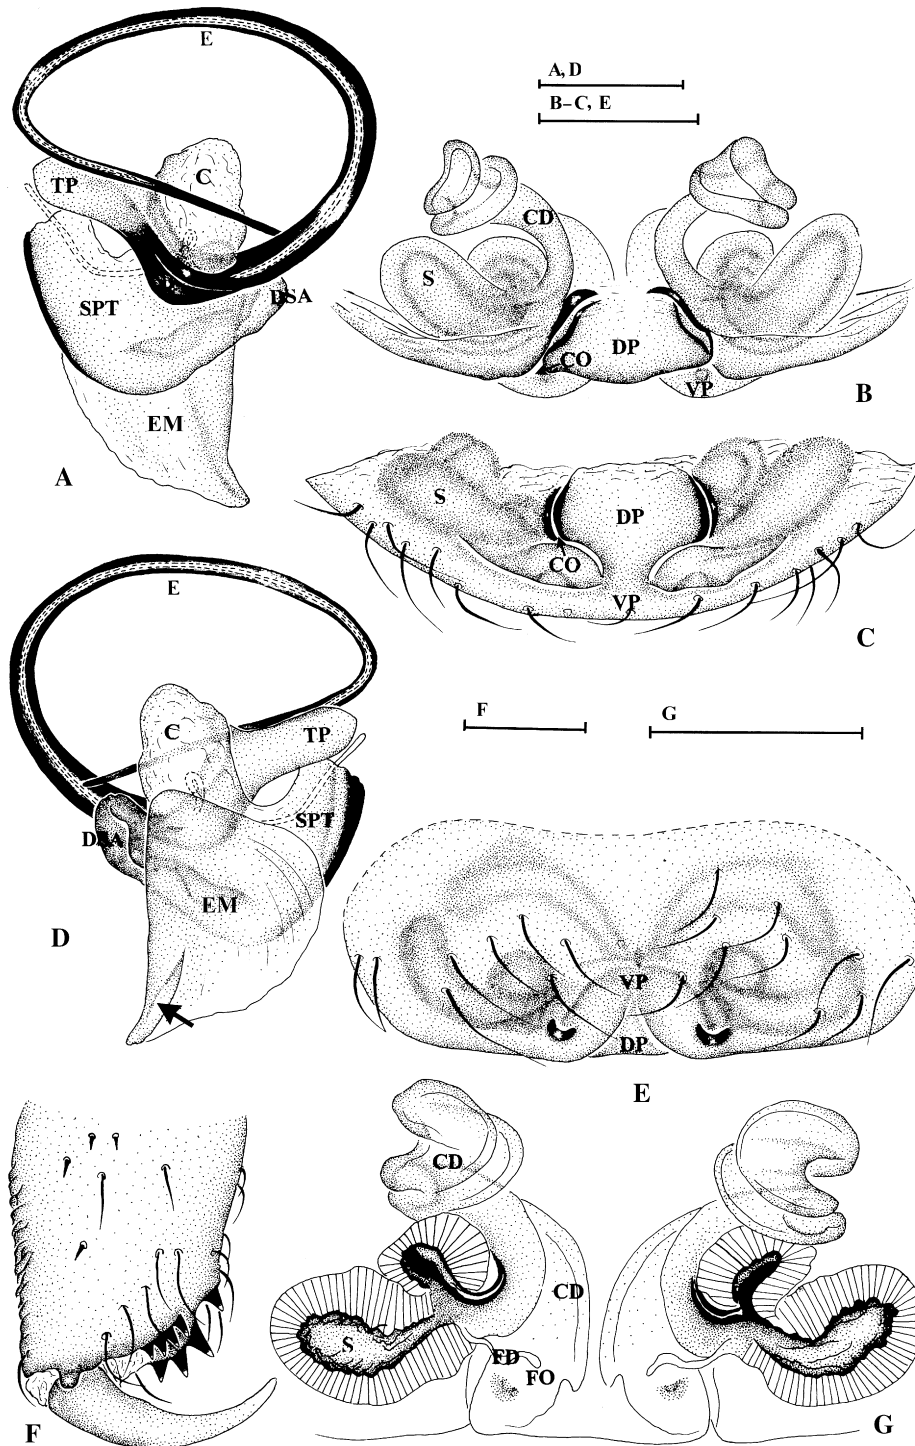 E
A, D
B–C, E
TP
C
CD
S
SPT
DSA
CO
DP
VP
EM
B
A
S
DP
CO
VP
C
E
F
G
C
TP
SPT
DSA
EM
D
VP
DP
E
CD
CD
S
FD
FO
F
G